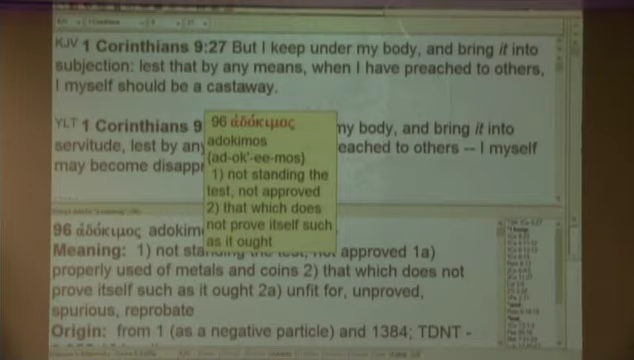 KJV 1 Corinthians 9:27 But I keep under my body, and bring it into
subjection: lest that by any means, when I have preached to others,
I myself should be a castaway.
YLT 1 Corinthians 9 my body, and bring it into
servitude, lest by any eached to others -- I myself
may become disappr
96 ἀδόκιμος
adokimos
{ad-ok'-ee-mos}
1) not standing the
test, not approved
2) that which does
not prove itself such
as it ought
96 ἀδόκιμος adokim
Meaning: 1) not standing the test, not approved 1a)
properly used of metals and coins 2) that which does not
prove itself such as it ought 2a) unfit for, unproved,
spurious, reprobate
Origin: from 1 (as a negative particle) and 1384; TDNT -